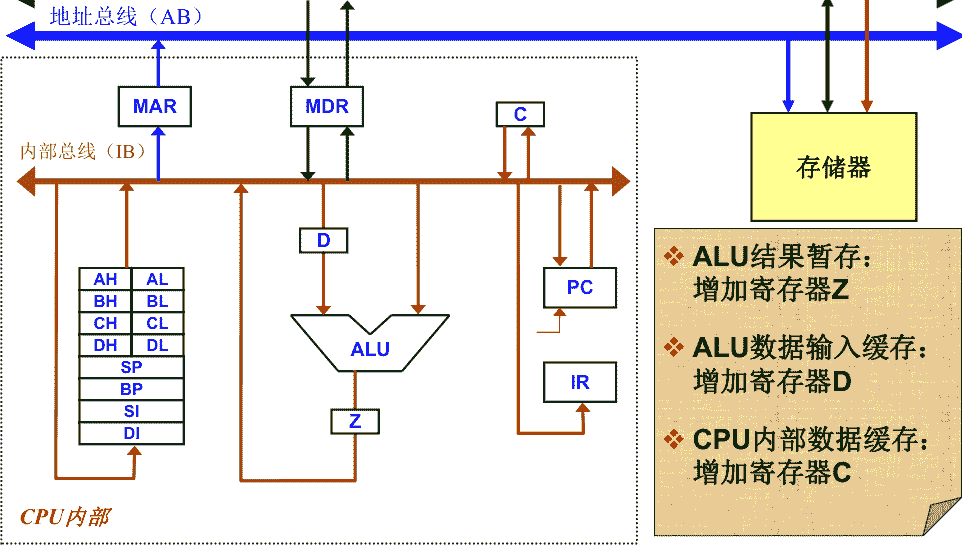 地址总线（AB）
MAR
MDR
C
内部总线（IB）
存储器
D
AH AL
BH BL
CH CL
DH DL
SP
BP
SI
DI
ALU
PC
IR
Z
CPU内部
ALU结果暂存：
增加寄存器Z
ALU数据输入缓存：
增加寄存器D
CPU内部数据缓存：
增加寄存器C